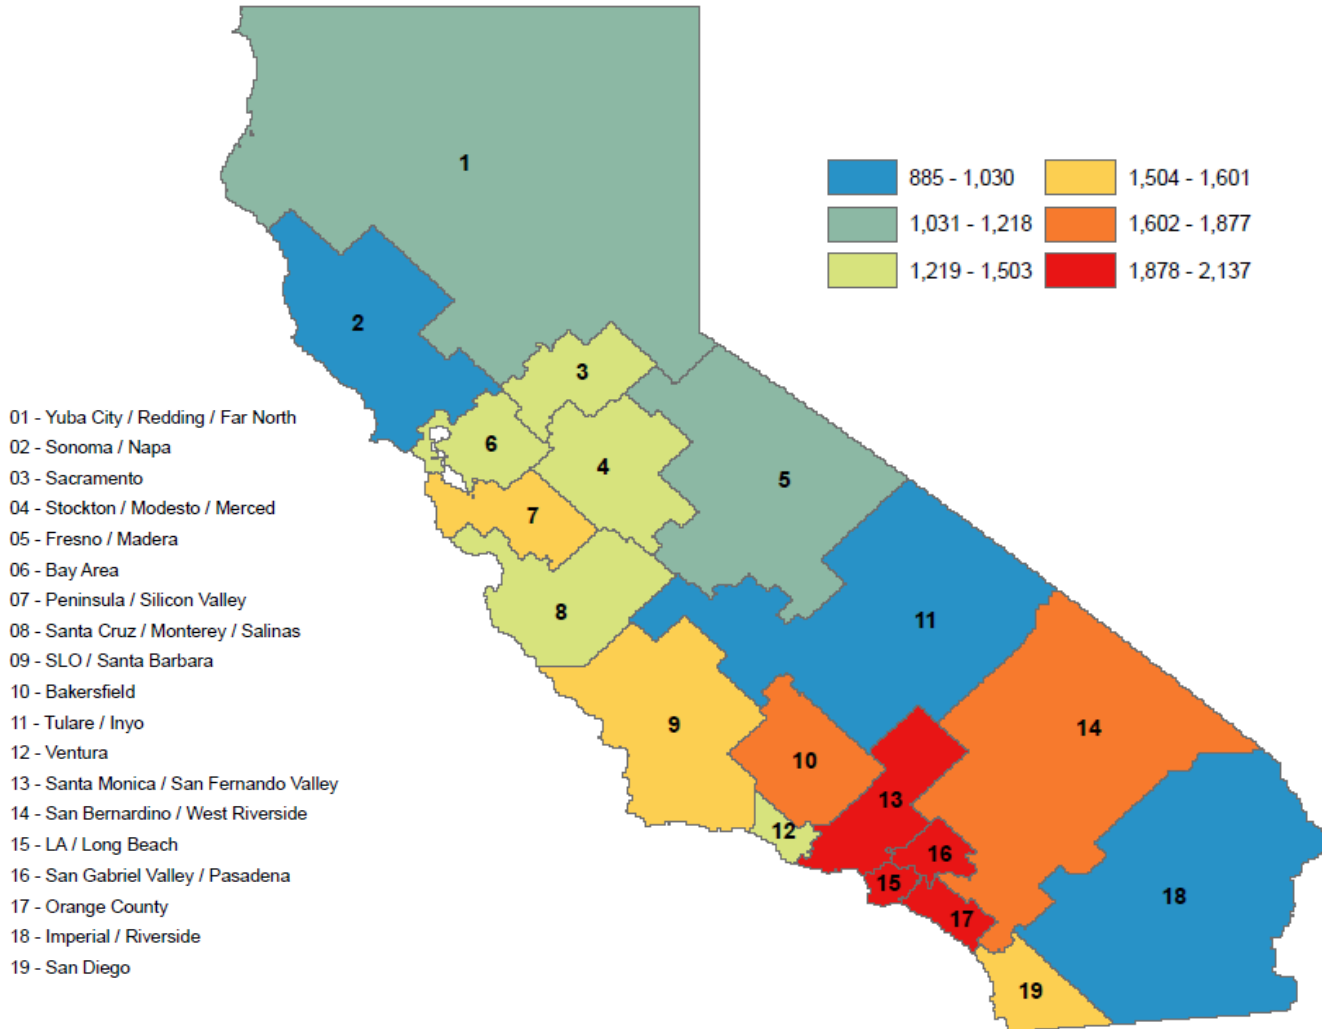 1
885 - 1,030
1,504 - 1,601
1,031 - 1,218
1,602 - 1,877
1,219 - 1,503
1,878 - 2,137
2
3
01 - Yuba City / Redding / Far North
02 - Sonoma / Napa
6
4
5
03 - Sacramento
04 - Stockton / Modesto / Merced
7
05 - Fresno / Madera
06 - Bay Area
07 - Peninsula / Silicon Valley
8
11
08 - Santa Cruz / Monterey / Salinas
09 - SLO / Santa Barbara
10 - Bakersfield
11 - Tulare / Inyo
9
14
12 - Ventura
10
13 - Santa Monica / San Fernando Valley
13
14 - San Bernardino / West Riverside
12
15 - LA / Long Beach
16
16 - San Gabriel Valley / Pasadena
15
18
17 - Orange County
17
18 - Imperial / Riverside
19 - San Diego
19